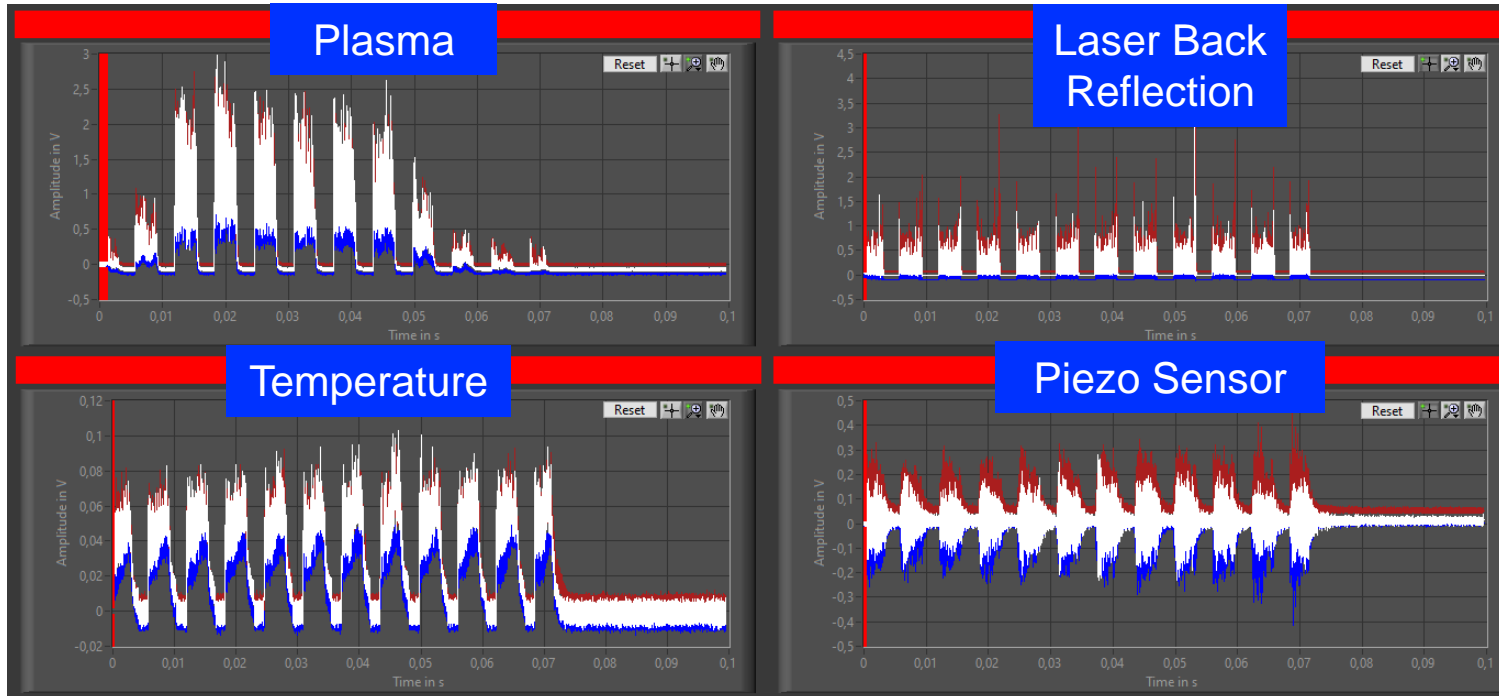 Plasma
Reset
3
2,5
2
1,5
1
0,5
0
-0,5
Amplitude in V
0 0,01 0,02 0,03 0,04 0,05 0,06 0,07 0,08 0,09 0,1
Time in s
Laser Back
Reflection
Reset
4,5
4
3,5
3
2,5
2
1,5
1
0,5
0
-0,5
Amplitude in V
0 0,01 0,02 0,03 0,04 0,05 0,06 0,07 0,08 0,09 0,1
Time in s
Temperature
Reset
0,12
0,1
0,08
0,06
0,04
0,02
0
-0,02
Amplitude in V
0 0,01 0,02 0,03 0,04 0,05 0,06 0,07 0,08 0,09 0,1
Time in s
Piezo Sensor
Reset
0,5
0,4
0,3
0,2
0,1
0
-0,1
-0,2
-0,3
-0,4
-0,5
Amplitude in V
0 0,01 0,02 0,03 0,04 0,05 0,06 0,07 0,08 0,09 0,1
Time in s